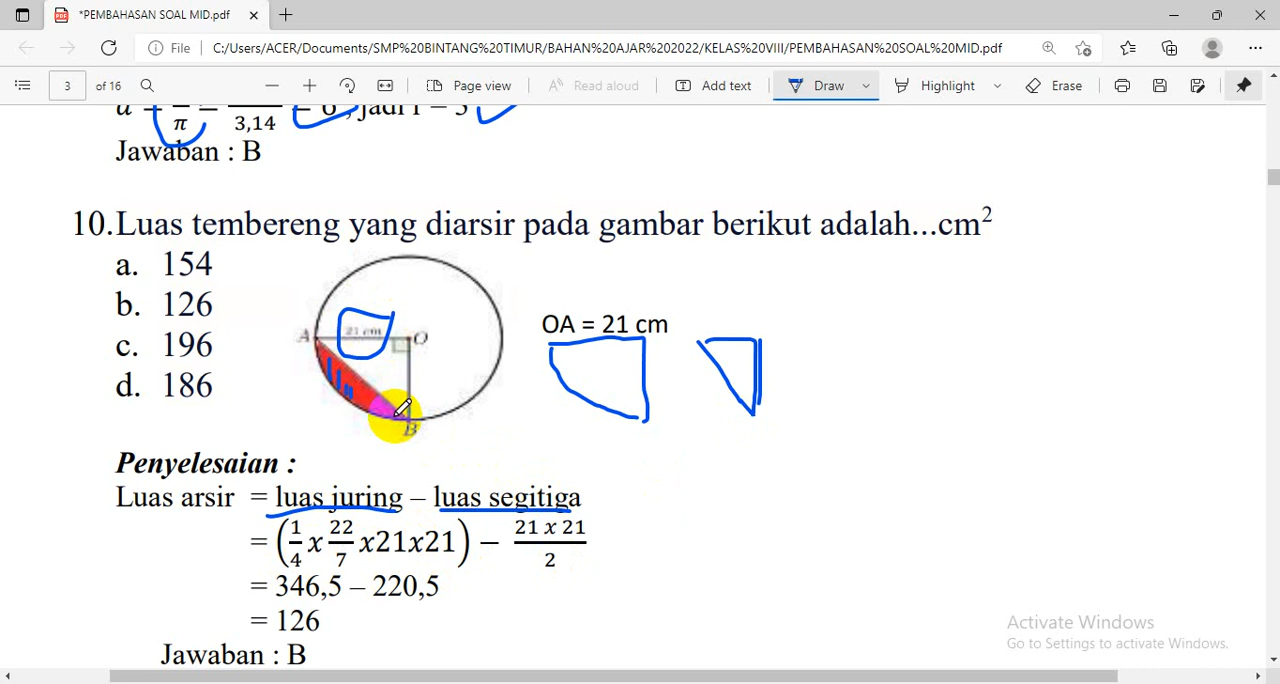 *PEMBAHASAN SOAL MID.pdf
File C:/Users/ACER/Documents/SMP%20BINTANG%20TIMUR/BAHAN%20AJAR%202022/KELAS%20VIII/PEMBAHASAN%20SOAL%20MID.pdf
3 of 16 Page view Read aloud Add text Draw Highlight Erase
π 3,14
Jawaban : B
10. Luas tembereng yang diarsir pada gambar berikut adalah...cm²
a. 154
b. 126
c. 196
d. 186
A 21 cm O
B
OA = 21 cm
Penyelesaian :
Luas arsir = luas juring – luas segitiga
= (1/4 x 22/7 x21x21) – 21 x 21/2
= 346,5 – 220,5
= 126
Jawaban : B
Activate Windows
Go to Settings to activate Windows.